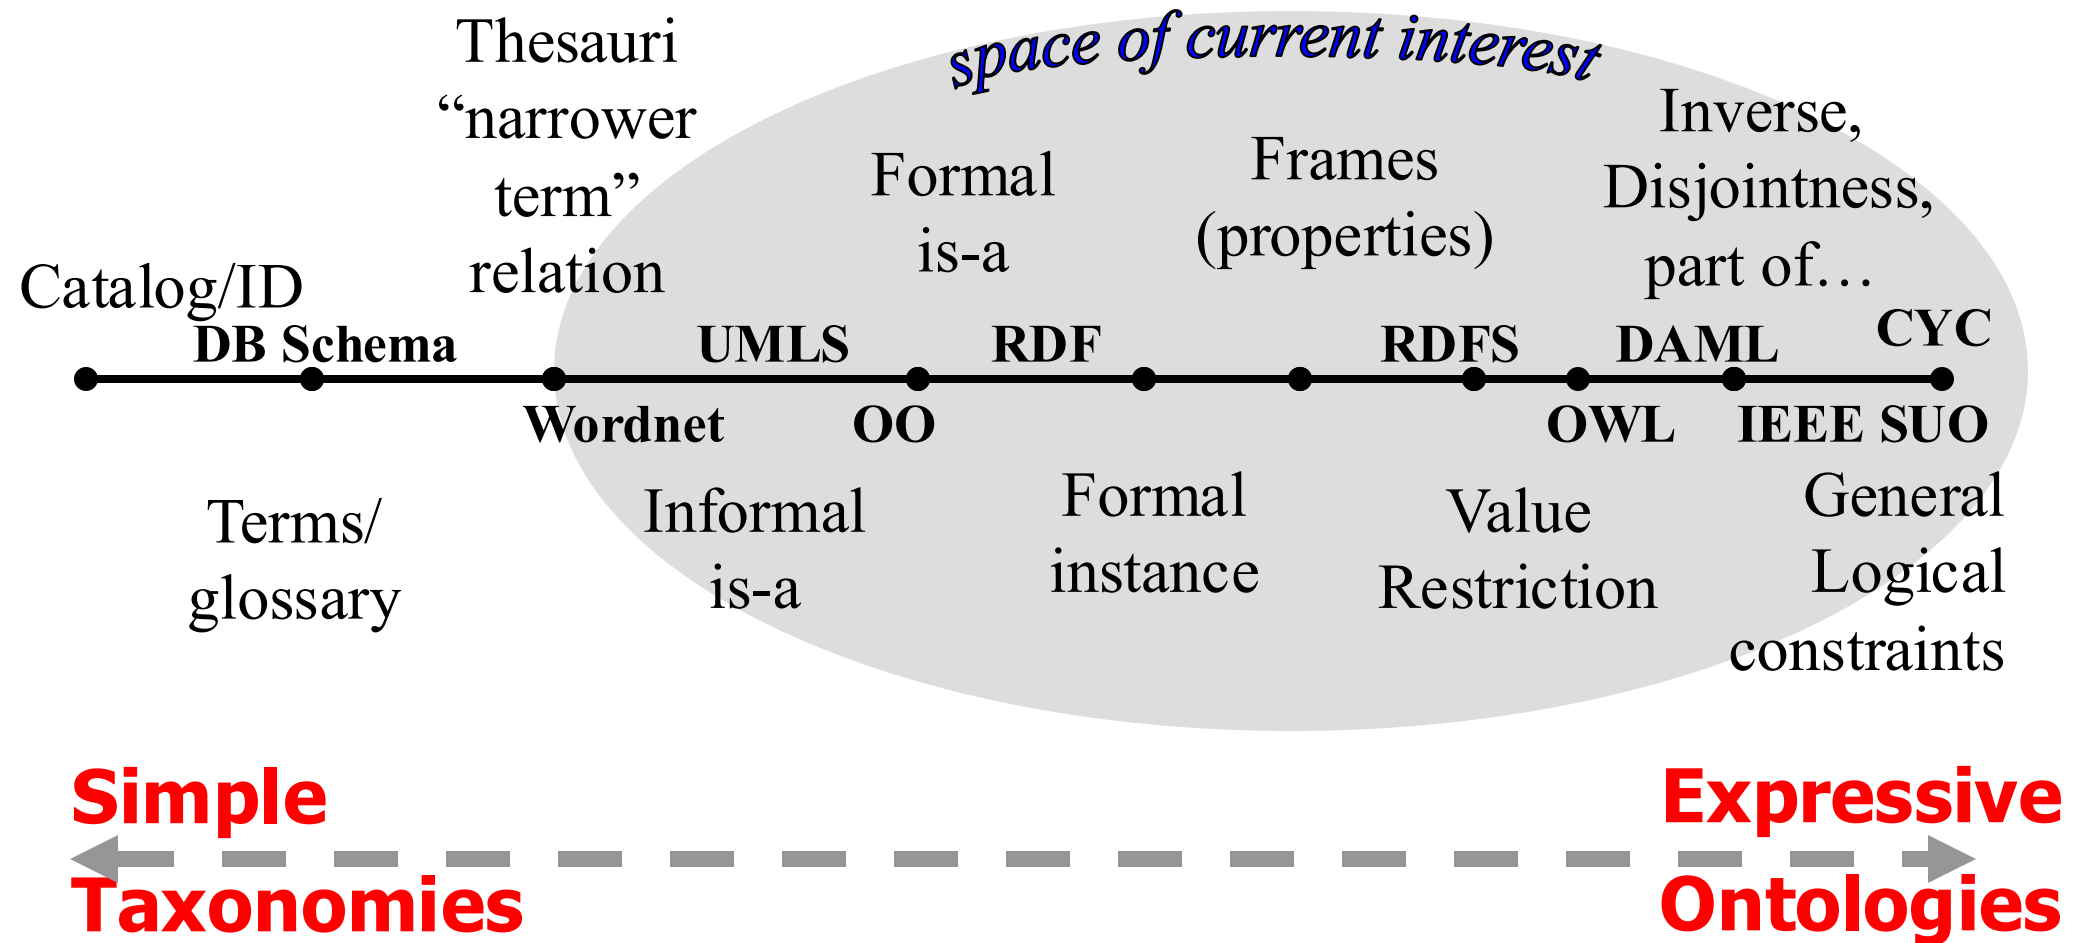 space of current interest
Thesauri
“narrower
term”
relation
Catalog/ID
Formal
is-a
Frames
(properties)
Inverse,
Disjointness,
part of…
DB Schema
UMLS
RDF
RDFS
DAML
CYC
Wordnet
OO
OWL
IEEE SUO
Terms/
glossary
Informal
is-a
Formal
instance
Value
Restriction
General
Logical
constraints
Simple
Taxonomies
Expressive
Ontologies